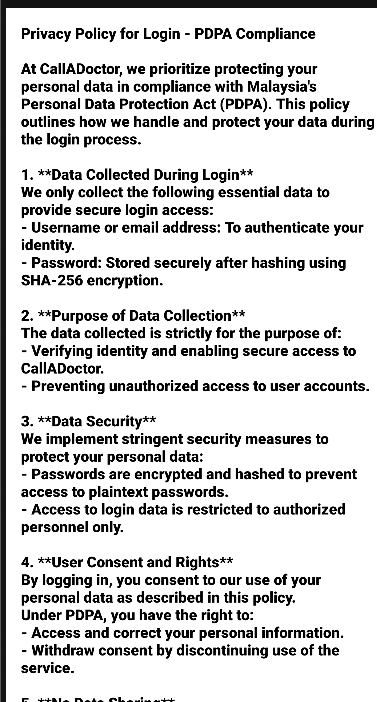 Privacy Policy for Login - PDPA Compliance
At CallADoctor, we prioritize protecting your
personal data in compliance with Malaysia's
Personal Data Protection Act (PDPA). This policy
outlines how we handle and protect your data during
the login process.
1. **Data Collected During Login**
We only collect the following essential data to
provide secure login access:
- Username or email address: To authenticate your
identity.
- Password: Stored securely after hashing using
SHA-256 encryption.
2. **Purpose of Data Collection**
The data collected is strictly for the purpose of:
- Verifying identity and enabling secure access to
CallADoctor.
- Preventing unauthorized access to user accounts.
3. **Data Security**
We implement stringent security measures to
protect your personal data:
- Passwords are encrypted and hashed to prevent
access to plaintext passwords.
- Access to login data is restricted to authorized
personnel only.
4. **User Consent and Rights**
By logging in, you consent to our use of your
personal data as described in this policy.
Under PDPA, you have the right to:
- Access and correct your personal information.
- Withdraw consent by discontinuing use of the
service.
5. **No Data Sharing**